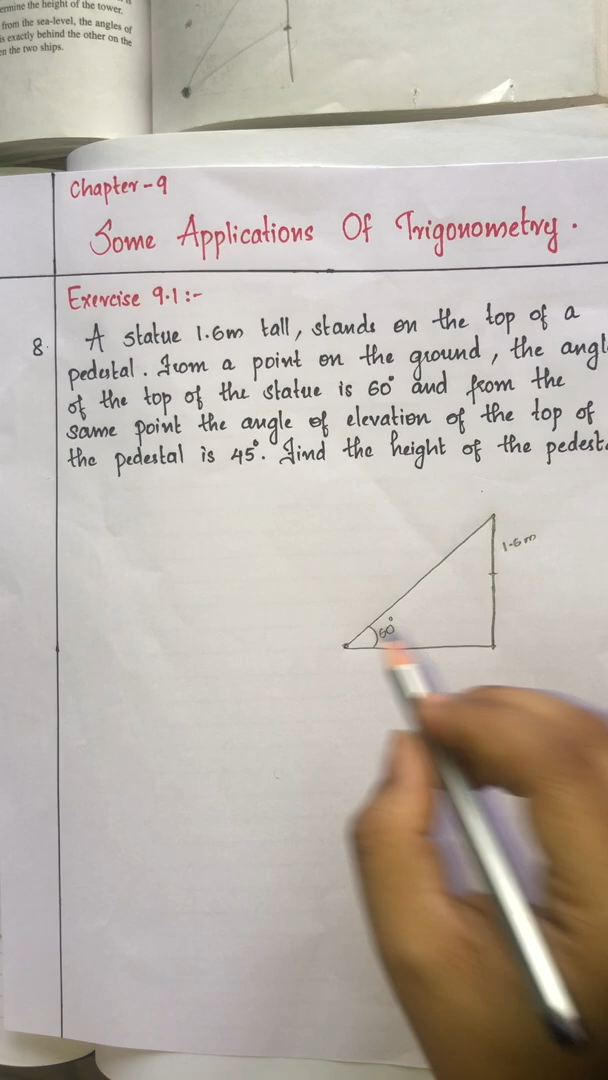 ermine the height of the tower.
from the sea-level, the angles of
is exactly behind the other on the
en the two ships.
Chapter-9
Some Applications Of Trigonometry.
Exercise 9.1:-
8. A statue 1.6m tall, stands on the top of a
pedestal. From a point on the ground, the angl
of the top of the statue is 60° and from the
same point the angle of elevation of the top of
the pedestal is 45°. Find the height of the pedest
1.6m
60°